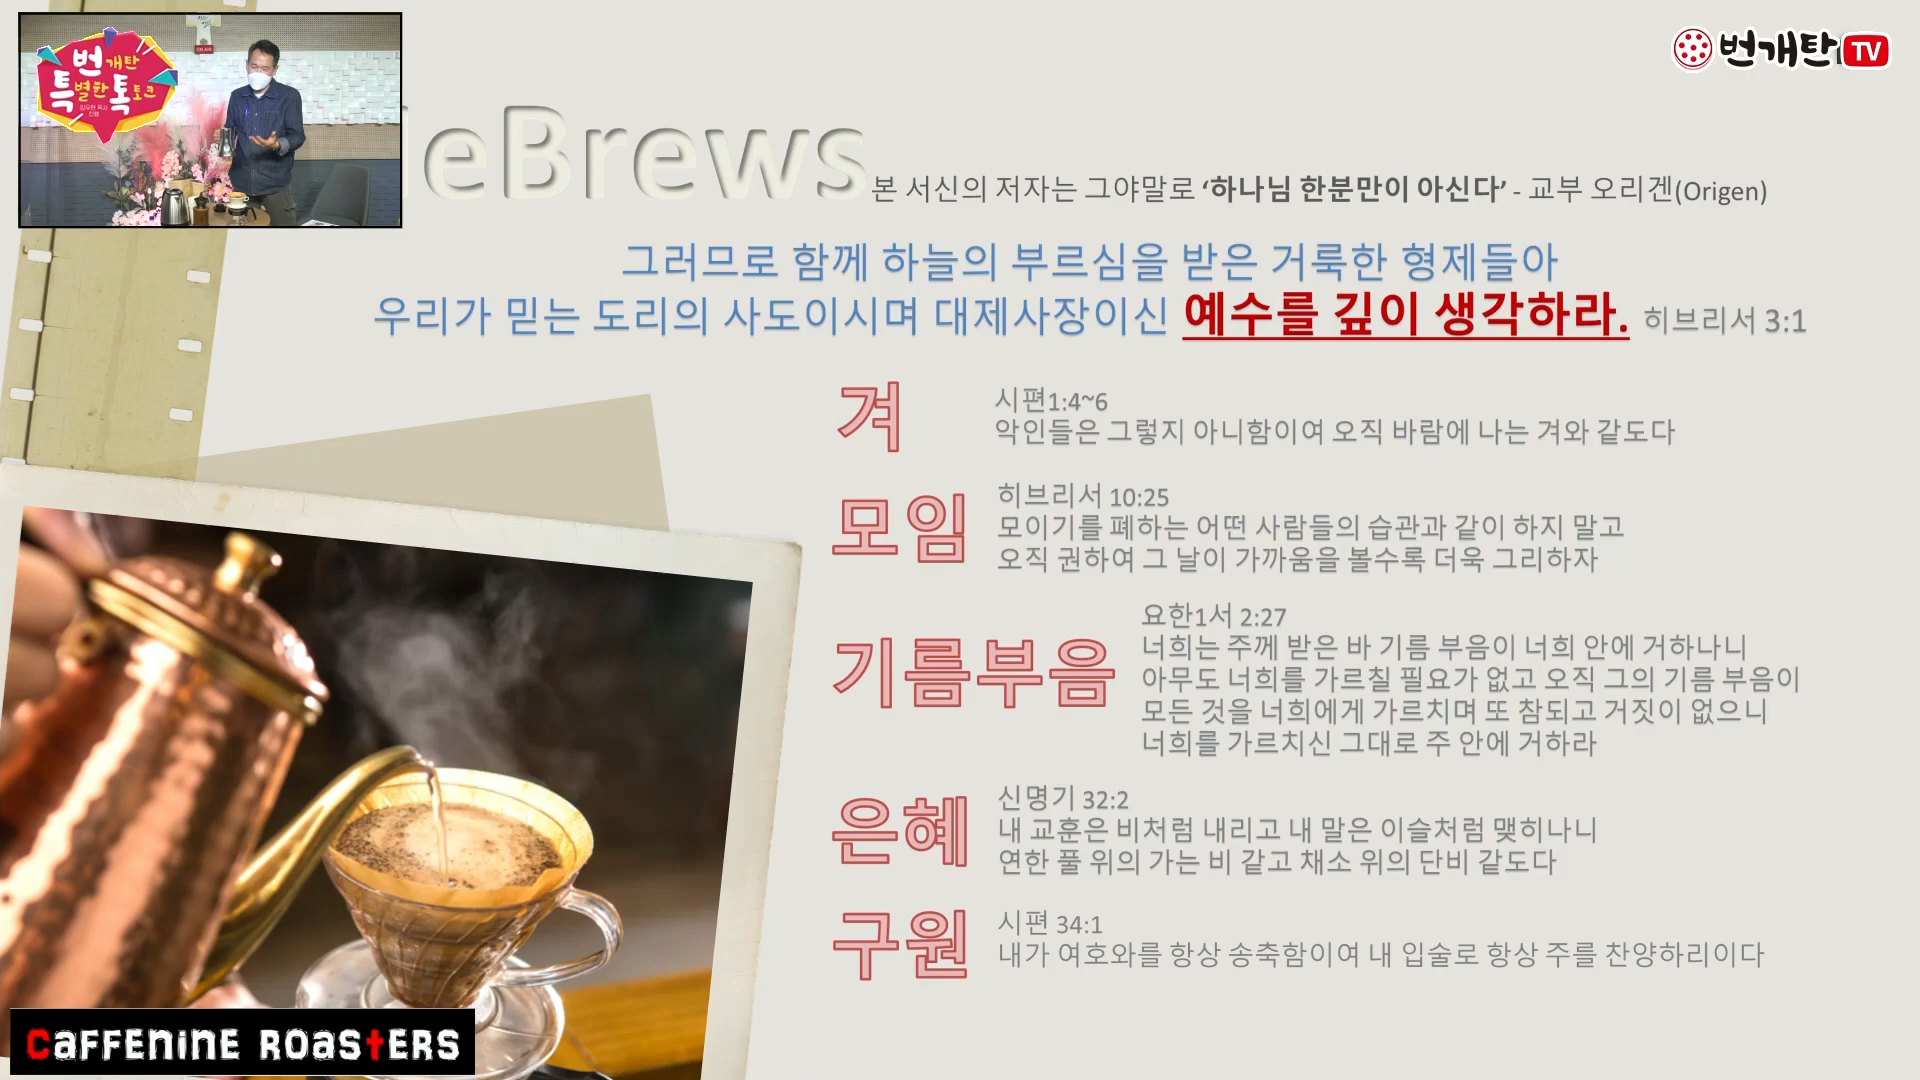 번개탄
특별한 톡토크
임우현 목사
진행
ON AIR
번개탄TV
eBrews
본 서신의 저자는 그야말로 ‘하나님 한분만이 아신다’ - 교부 오리겐(Origen)
그러므로 함께 하늘의 부르심을 받은 거룩한 형제들아
우리가 믿는 도리의 사도이시며 대제사장이신 예수를 깊이 생각하라. 히브리서 3:1
겨
시편1:4~6
악인들은 그렇지 아니함이여 오직 바람에 나는 겨와 같도다
모임
히브리서 10:25
모이기를 폐하는 어떤 사람들의 습관과 같이 하지 말고
오직 권하여 그 날이 가까움을 볼수록 더욱 그리하자
기름부음
요한1서 2:27
너희는 주께 받은 바 기름 부음이 너희 안에 거하나니
아무도 너희를 가르칠 필요가 없고 오직 그의 기름 부음이
모든 것을 너희에게 가르치며 또 참되고 거짓이 없으니
너희를 가르치신 그대로 주 안에 거하라
은혜
신명기 32:2
내 교훈은 비처럼 내리고 내 말은 이슬처럼 맺히나니
연한 풀 위의 가는 비 같고 채소 위의 단비 같도다
구원
시편 34:1
내가 여호와를 항상 송축함이여 내 입술로 항상 주를 찬양하리이다
CAFFENINE ROASTERS